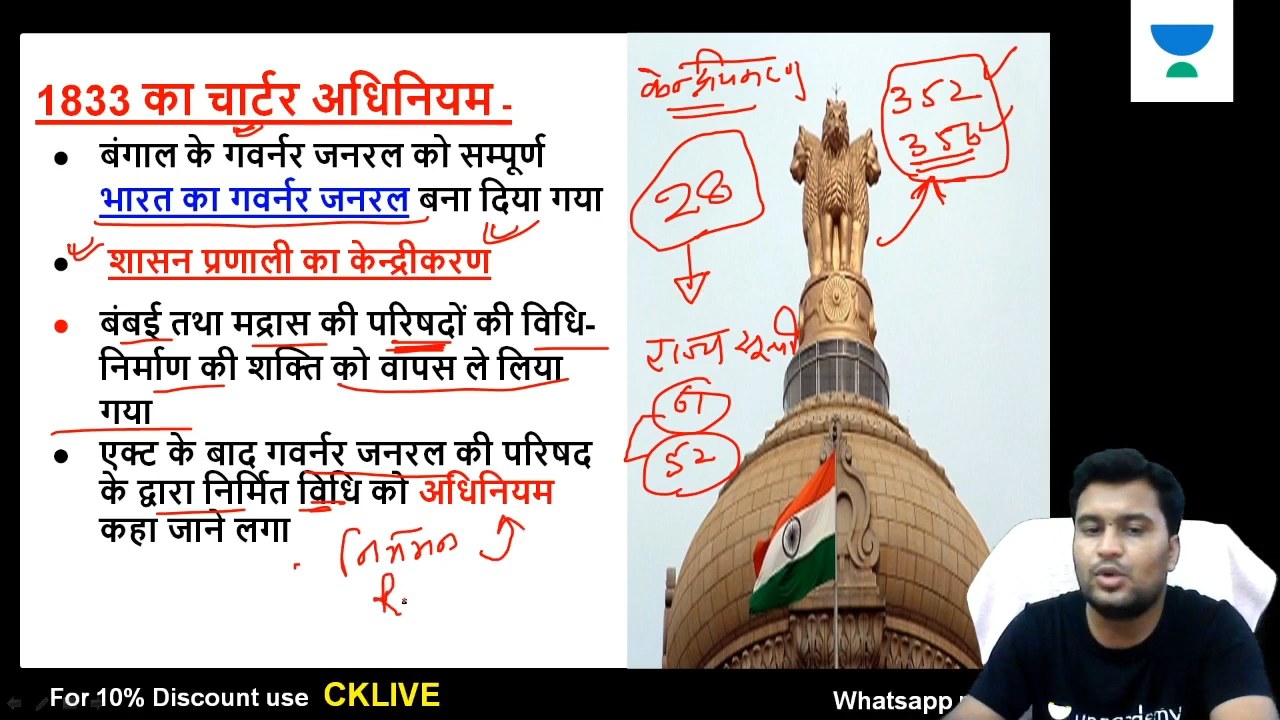 1833 का चार्टर अधिनियम -
बंगाल के गवर्नर जनरल को सम्पूर्ण
भारत का गवर्नर जनरल बना दिया गया
शासन प्रणाली का केन्द्रीकरण
बंबई तथा मद्रास की परिषदों की विधि-
निर्माण की शक्ति को वापस ले लिया
गया
एक्ट के बाद गवर्नर जनरल की परिषद
के द्वारा निर्मित विधि को अधिनियम
कहा जाने लगा
R
28
राज्य सूची
52
352
356
For 10% Discount use CKLIVE
Whatsapp